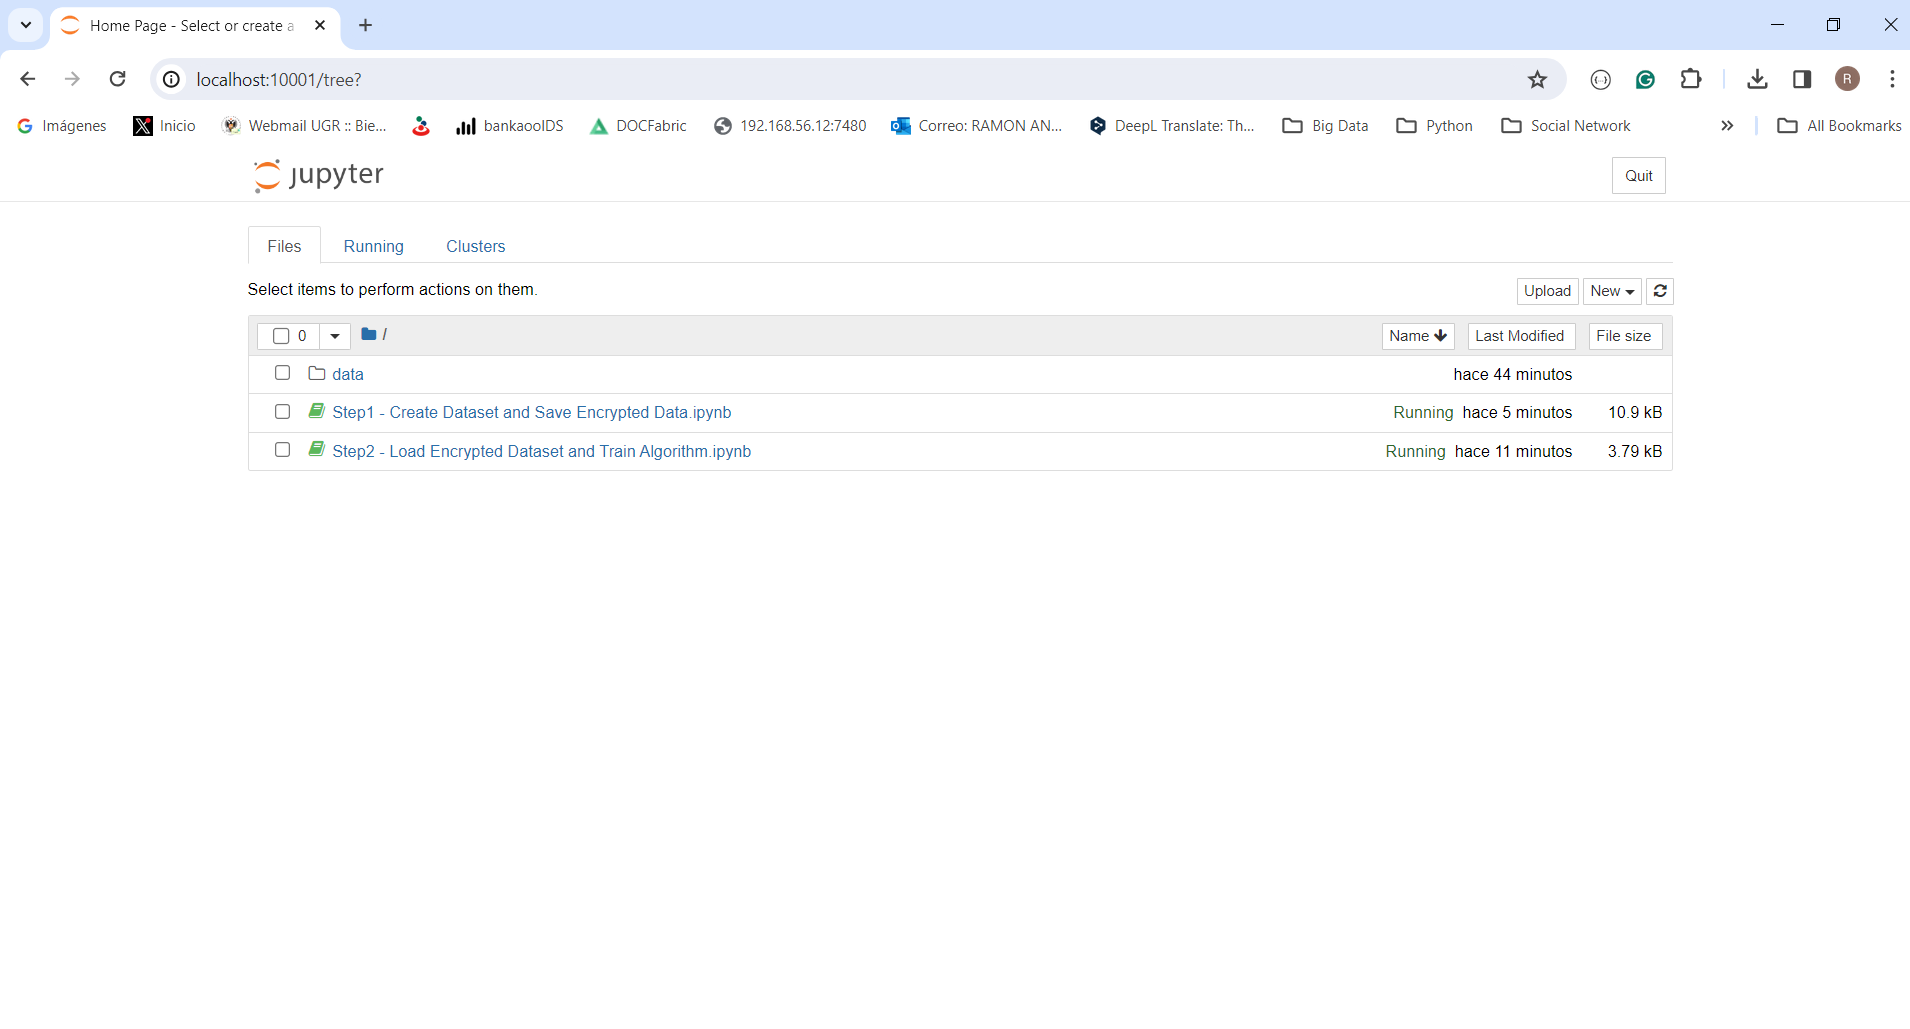 Home Page - Select or create a
localhost:10001/tree?
R
Imágenes Inicio Webmail UGR :: Bie... bankaooIDS DOCFabric 192.168.56.12:7480 Correo: RAMON AN... DeepL Translate: Th... Big Data Python Social Network All Bookmarks
jupyter Quit
Files Running Clusters
Select items to perform actions on them. Upload New
0 / Name Last Modified File size
data hace 44 minutos
Step1 - Create Dataset and Save Encrypted Data.ipynb Running hace 5 minutos 10.9 kB
Step2 - Load Encrypted Dataset and Train Algorithm.ipynb Running hace 11 minutos 3.79 kB